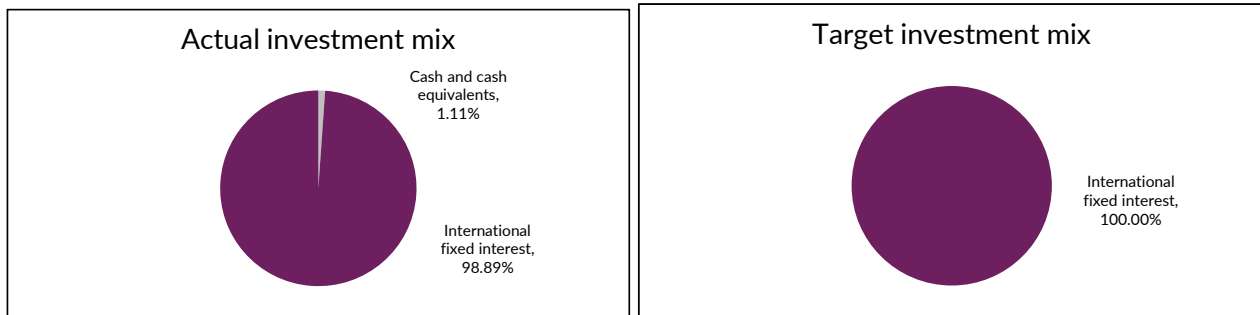 Actual investment mix
Cash and cash
equivalents,
1.11%
International
fixed interest,
98.89%
Target investment mix
International
fixed interest,
100.00%